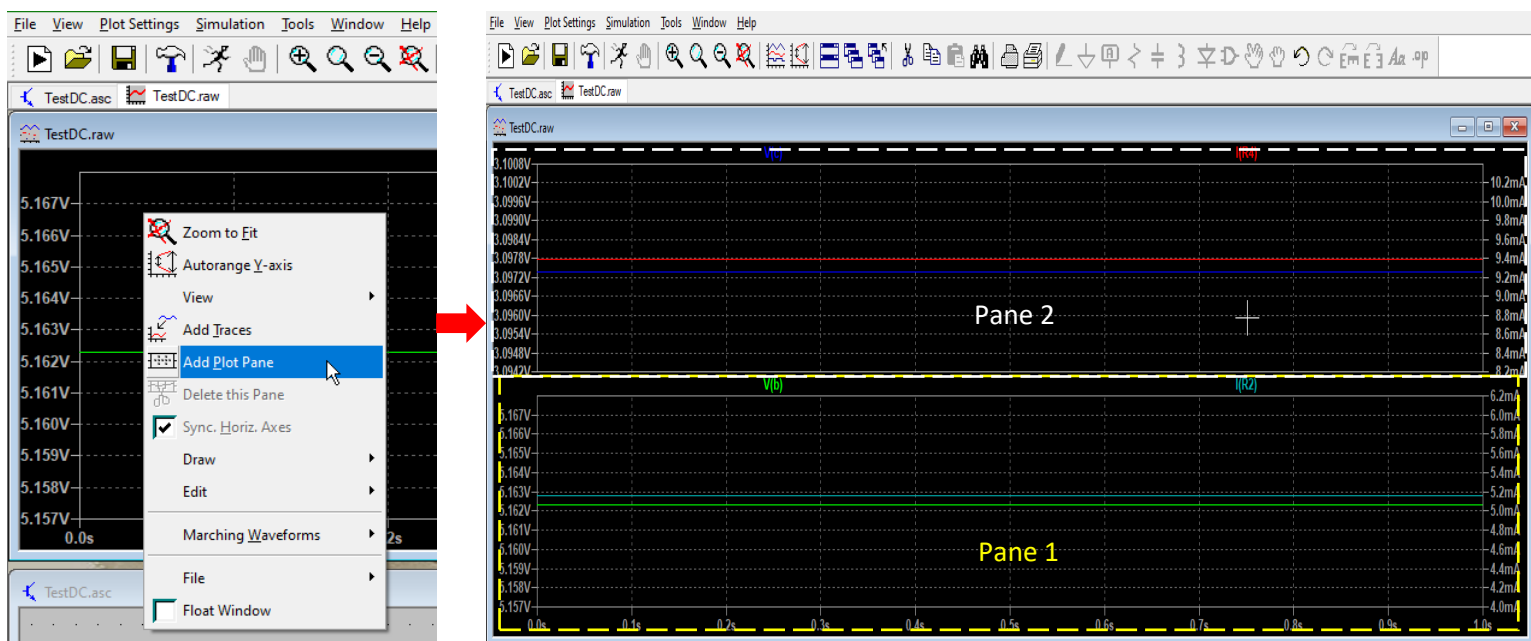 File View Plot Settings Simulation Tools Window Help
TestDC.asc TestDC.raw
TestDC.raw
5.167V
5.166V
5.165V
5.164V
5.163V
5.162V
5.161V
5.160V
5.159V
5.158V
5.157V
0.0s 2s
Zoom to Fit
Autorange Y-axis
View
Add Traces
Add Plot Pane
Delete this Pane
Sync. Horiz. Axes
Draw
Edit
Marching Waveforms
File
Float Window
TestDC.asc
File View Plot Settings Simulation Tools Window Help
Aa .op
TestDC.asc TestDC.raw
TestDC.raw
V(c) I(R4)
3.1008V
3.1002V 10.2mA
3.0996V 10.0mA
3.0990V 9.8mA
3.0984V 9.6mA
3.0978V 9.4mA
3.0972V 9.2mA
3.0966V 9.0mA
3.0960V 8.8mA
3.0954V 8.6mA
3.0948V 8.4mA
3.0942V 8.2mA
Pane 2
V(b) I(R2)
6.2mA
5.167V 6.0mA
5.166V 5.8mA
5.165V 5.6mA
5.164V 5.4mA
5.163V 5.2mA
5.162V 5.0mA
5.161V 4.8mA
5.160V 4.6mA
5.159V 4.4mA
5.158V 4.2mA
5.157V 4.0mA
Pane 1
0.0s 0.1s 0.2s 0.3s 0.4s 0.5s 0.6s 0.7s 0.8s 0.9s 1.0s